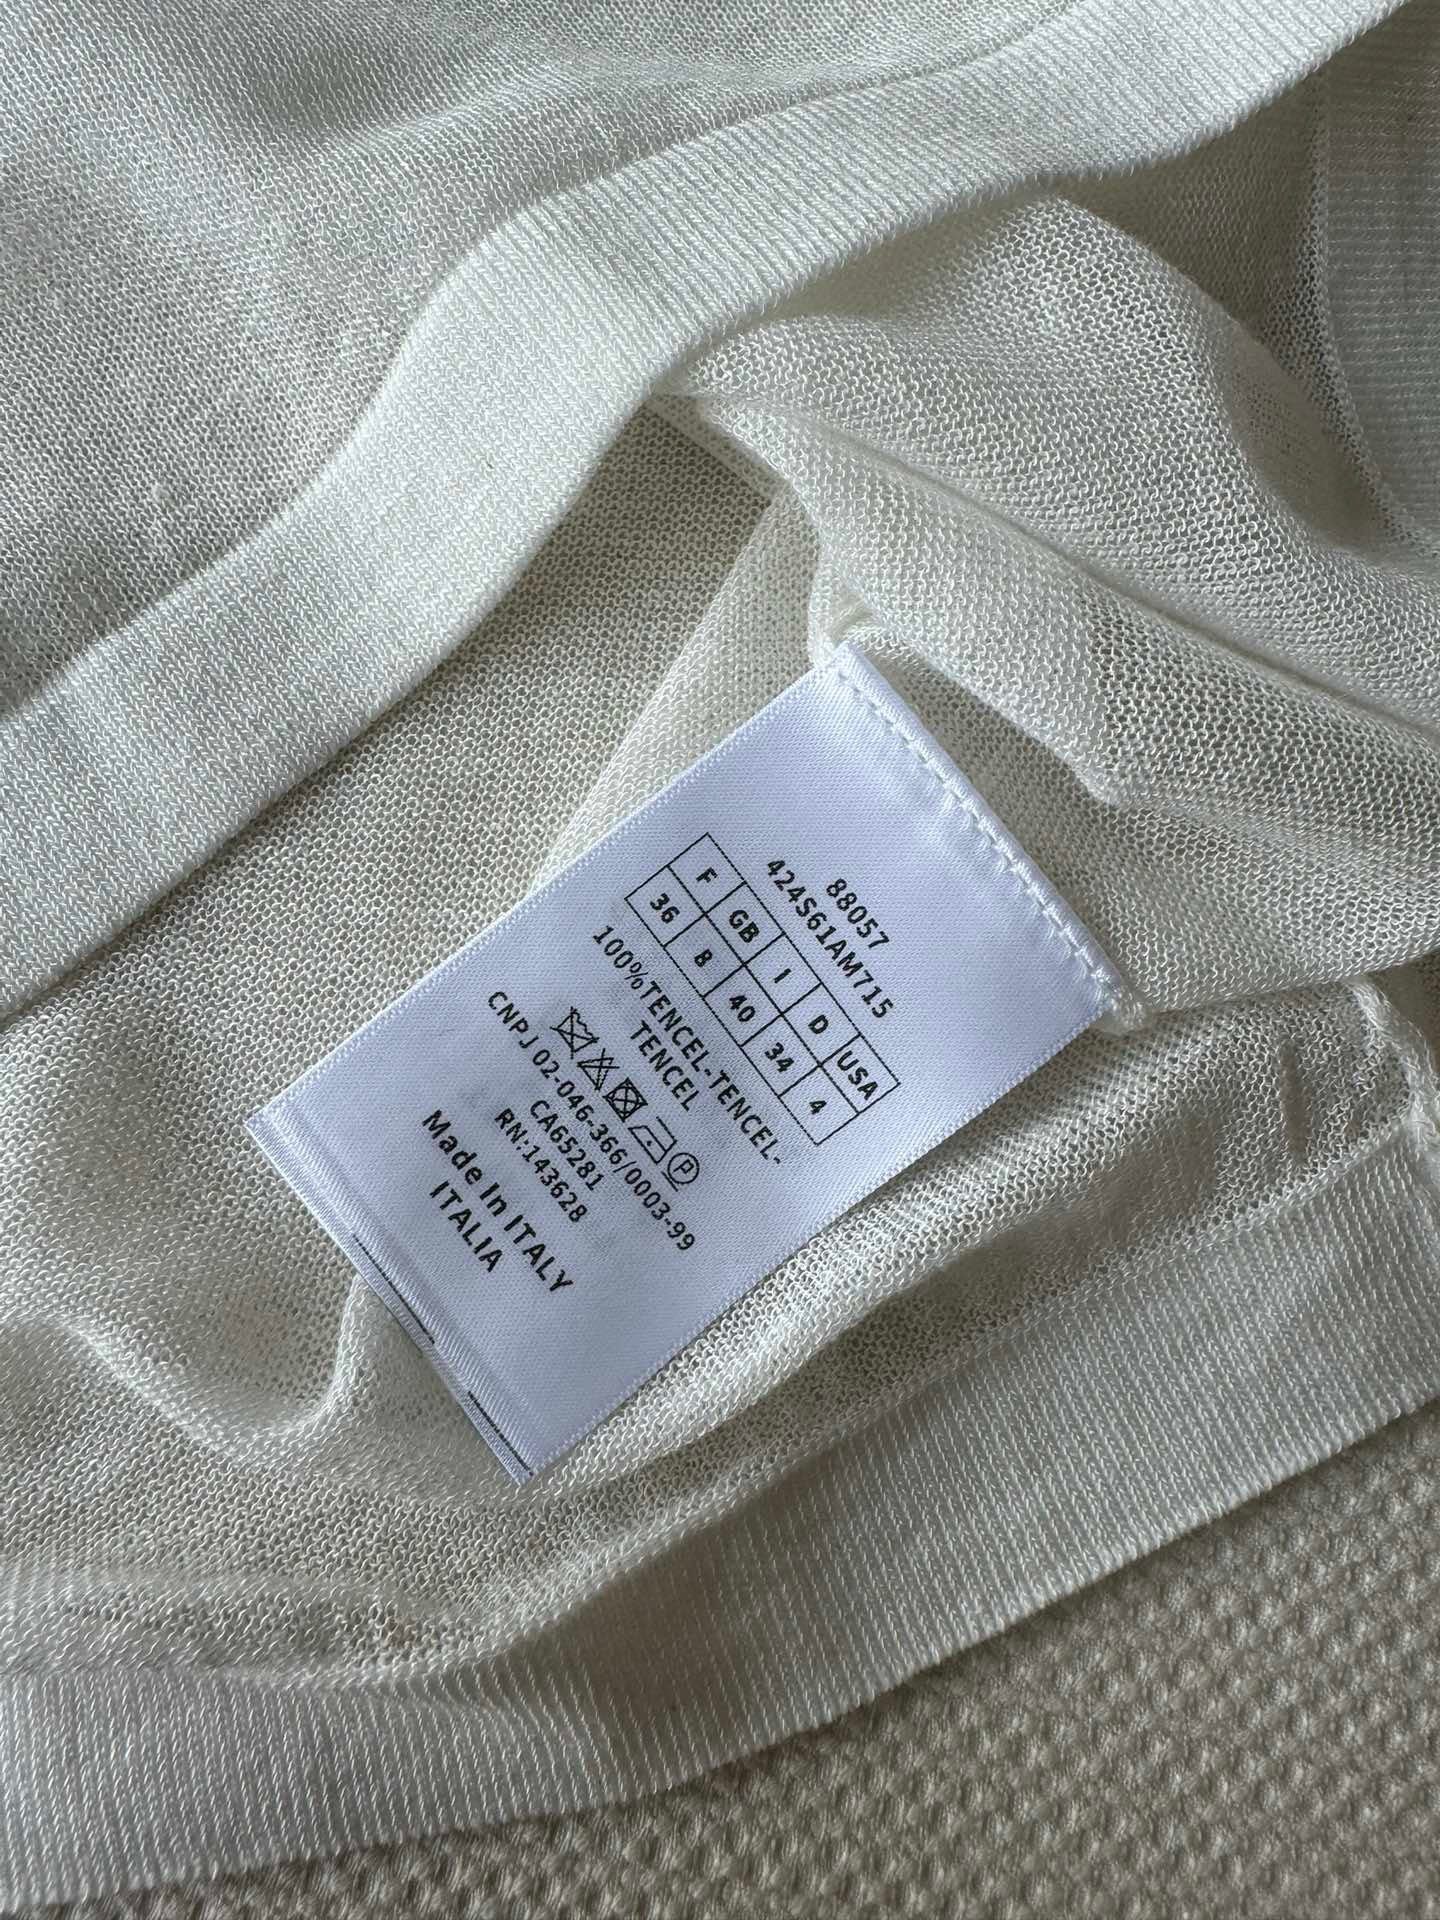 88057
424S61AM715
F GB I D USA
36 8 40 34 4
100%TENCEL-TENCEL-
TENCEL
P
CNPJ 02-046-366/0003-99
CA65281
RN:143628
Made In ITALY
ITALIA